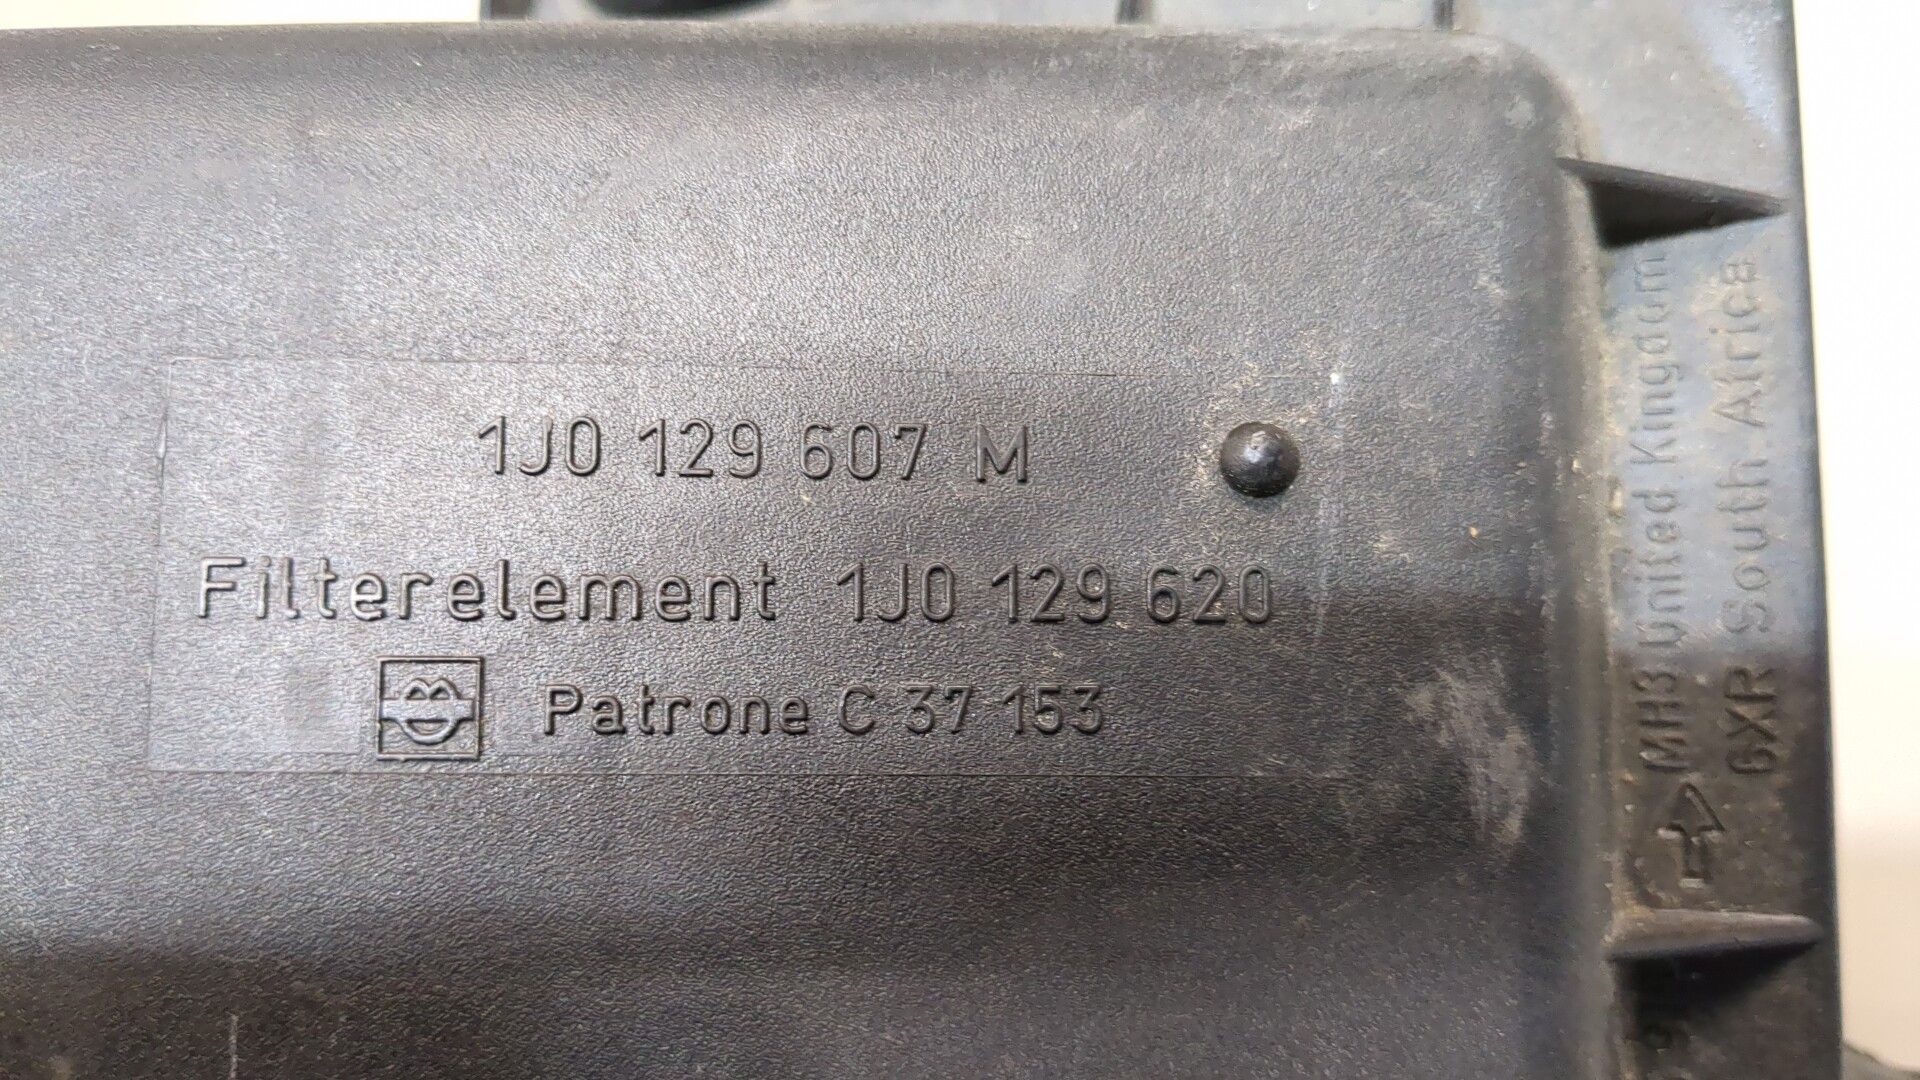 1J0 129 607 M
Filterelement 1J0 129 620
Patrone C 37 153
MH3 United Kingdom
6XR South Africa